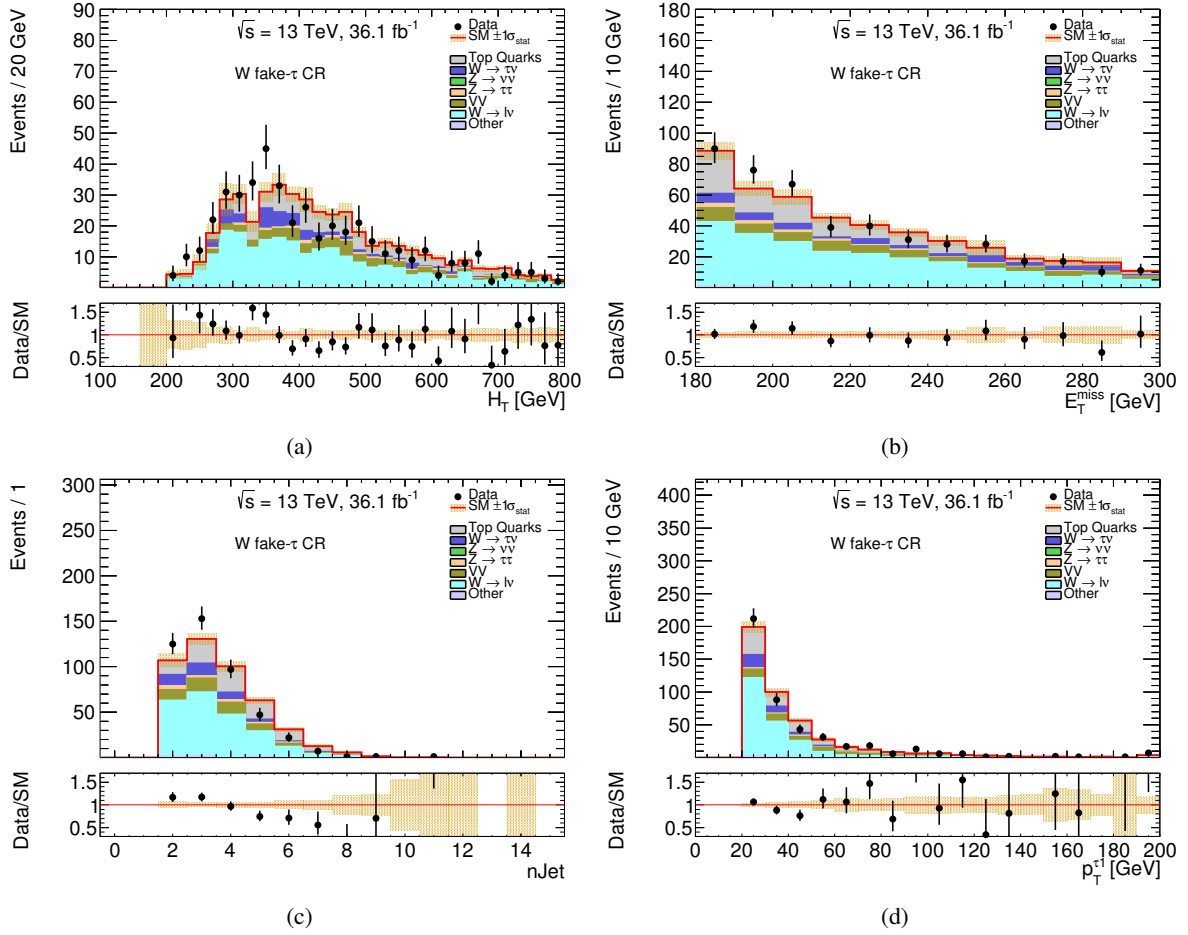 Events / 20 GeV
90
80
70
60
50
40
30
20
10
√s = 13 TeV, 36.1 fb-1
W fake-τ CR
Data
SM ±1σstat
Top Quarks
W → τν
Z → νν
Z → ττ
VV
W → lν
Other
Data/SM
1.5
1
0.5
100 200 300 400 500 600 700 800
HT [GeV]
(a)
Events / 10 GeV
180
160
140
120
100
80
60
40
20
√s = 13 TeV, 36.1 fb-1
W fake-τ CR
Data
SM ±1σstat
Top Quarks
W → τν
Z → νν
Z → ττ
VV
W → lν
Other
Data/SM
1.5
1
0.5
180 200 220 240 260 280 300
ETmiss [GeV]
(b)
Events / 1
300
250
200
150
100
50
√s = 13 TeV, 36.1 fb-1
W fake-τ CR
Data
SM ±1σstat
Top Quarks
W → τν
Z → νν
Z → ττ
VV
W → lν
Other
Data/SM
1.5
1
0.5
0 2 4 6 8 10 12 14
nJet
(c)
Events / 10 GeV
400
350
300
250
200
150
100
50
√s = 13 TeV, 36.1 fb-1
W fake-τ CR
Data
SM ±1σstat
Top Quarks
W → τν
Z → νν
Z → ττ
VV
W → lν
Other
Data/SM
1.5
1
0.5
0 20 40 60 80 100 120 140 160 180 200
pTτ1 [GeV]
(d)